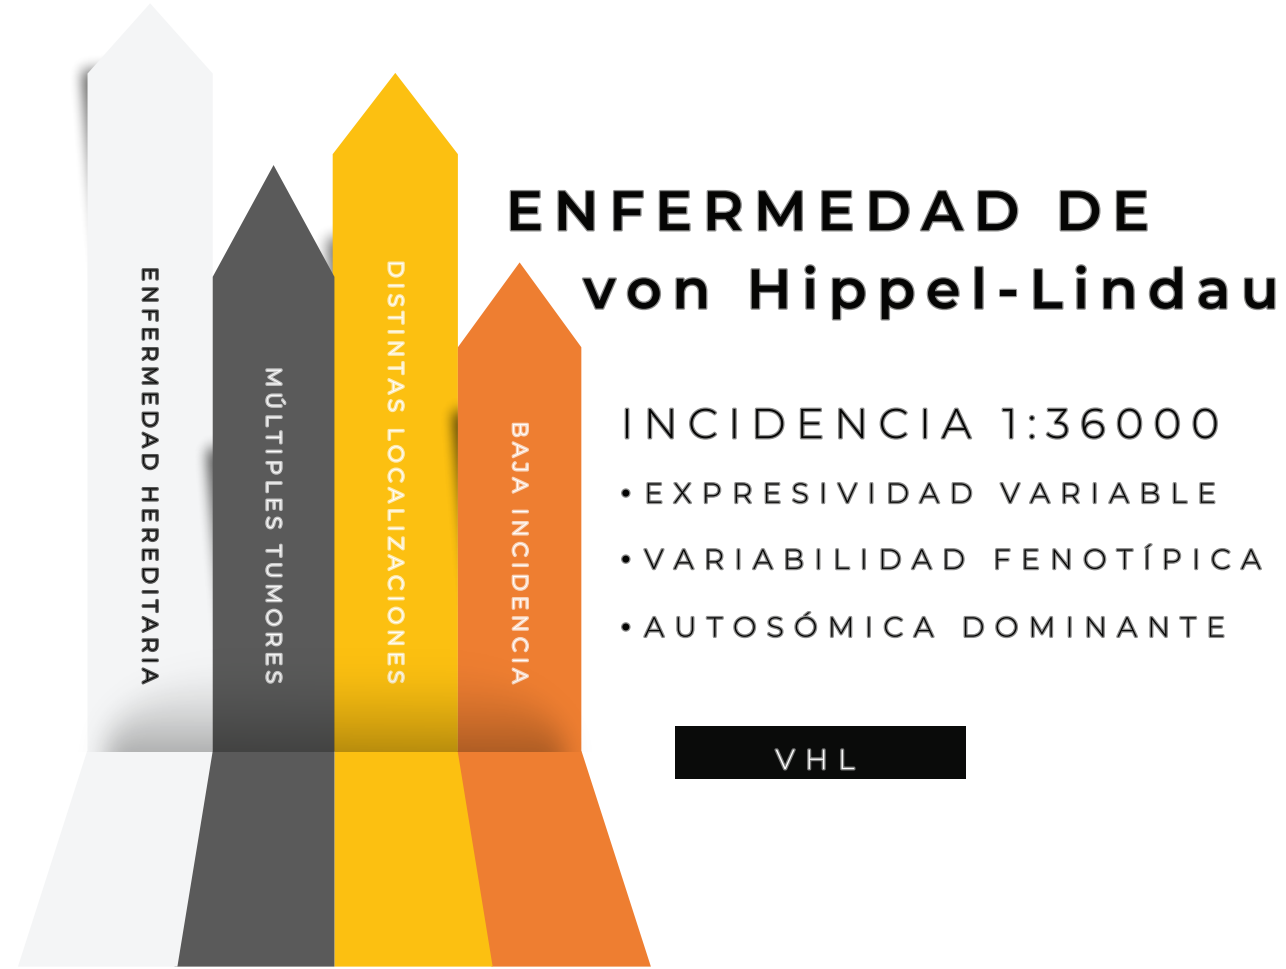 ENFERMEDAD HEREDITARIA
MÚLTIPLES TUMORES
DISTINTAS LOCALIZACIONES
BAJA INCIDENCIA
ENFERMEDAD DE
von Hippel-Lindau
INCIDENCIA 1:36000
• EXPRESIVIDAD VARIABLE
• VARIABILIDAD FENOTÍPICA
• AUTOSÓMICA DOMINANTE
VHL